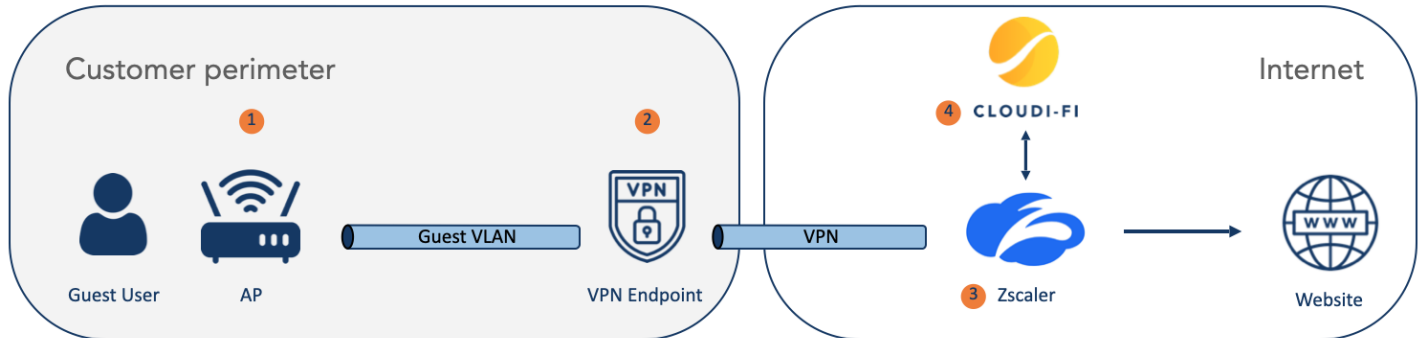 Customer perimeter
Internet
1
2
4 CLOUDI-FI
VPN
Guest VLAN
VPN
WWW
Guest User
AP
VPN Endpoint
3 Zscaler
Website